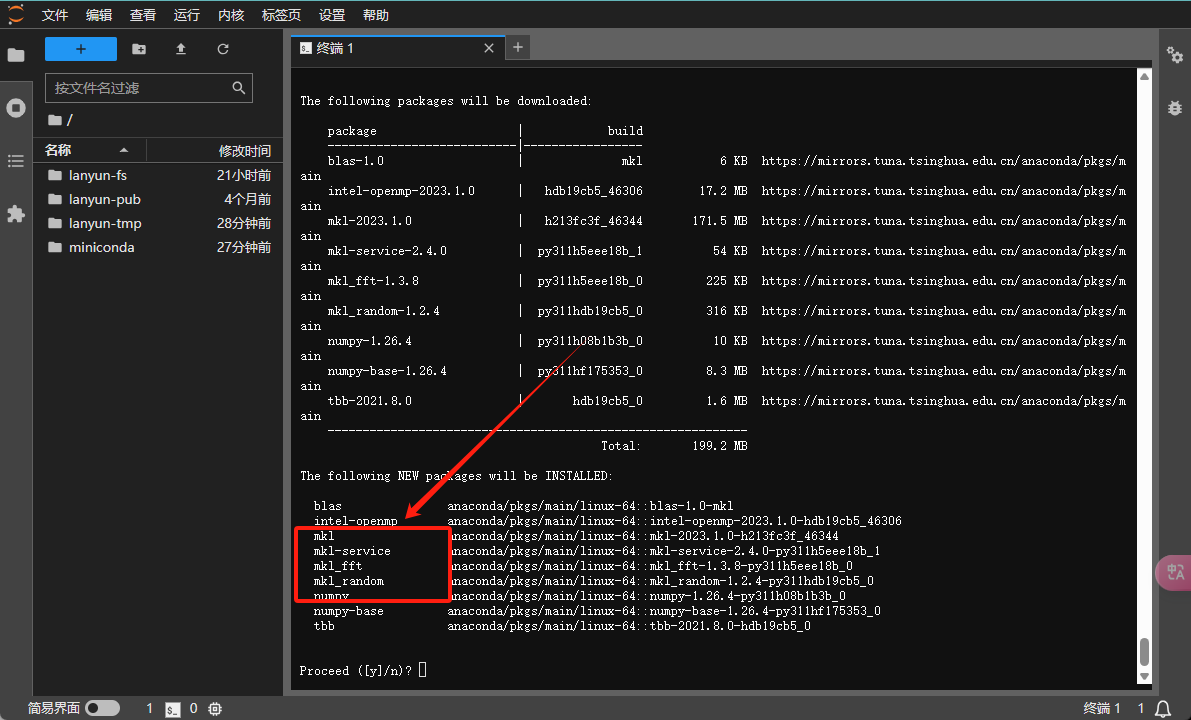 文件 编辑 查看 运行 内核 标签页 设置 帮助
+
终端 1
按文件名过滤
/
名称 修改时间
lanyun-fs 21小时前
lanyun-pub 4个月前
lanyun-tmp 28分钟前
miniconda 27分钟前
The following packages will be downloaded:
package | build
---------------------------|-----------------
blas-1.0 | mkl 6 KB https://mirrors.tuna.tsinghua.edu.cn/anaconda/pkgs/m
ain
intel-openmp-2023.1.0 | hdb19cb5_46306 17.2 MB https://mirrors.tuna.tsinghua.edu.cn/anaconda/pkgs/m
ain
mkl-2023.1.0 | h213fc3f_46344 171.5 MB https://mirrors.tuna.tsinghua.edu.cn/anaconda/pkgs/m
ain
mkl-service-2.4.0 | py311h5eee18b_1 54 KB https://mirrors.tuna.tsinghua.edu.cn/anaconda/pkgs/m
ain
mkl_fft-1.3.8 | py311h5eee18b_0 225 KB https://mirrors.tuna.tsinghua.edu.cn/anaconda/pkgs/m
ain
mkl_random-1.2.4 | py311hdb19cb5_0 316 KB https://mirrors.tuna.tsinghua.edu.cn/anaconda/pkgs/m
ain
numpy-1.26.4 | py311h08b1b3b_0 10 KB https://mirrors.tuna.tsinghua.edu.cn/anaconda/pkgs/m
ain
numpy-base-1.26.4 | py311hf175353_0 8.3 MB https://mirrors.tuna.tsinghua.edu.cn/anaconda/pkgs/m
ain
tbb-2021.8.0 | hdb19cb5_0 1.6 MB https://mirrors.tuna.tsinghua.edu.cn/anaconda/pkgs/m
ain
------------------------------------------------------------
Total: 199.2 MB
The following NEW packages will be INSTALLED:
blas anaconda/pkgs/main/linux-64::blas-1.0-mkl
intel-openmp anaconda/pkgs/main/linux-64::intel-openmp-2023.1.0-hdb19cb5_46306
mkl anaconda/pkgs/main/linux-64::mkl-2023.1.0-h213fc3f_46344
mkl-service anaconda/pkgs/main/linux-64::mkl-service-2.4.0-py311h5eee18b_1
mkl_fft anaconda/pkgs/main/linux-64::mkl_fft-1.3.8-py311h5eee18b_0
mkl_random anaconda/pkgs/main/linux-64::mkl_random-1.2.4-py311hdb19cb5_0
numpy anaconda/pkgs/main/linux-64::numpy-1.26.4-py311h08b1b3b_0
numpy-base anaconda/pkgs/main/linux-64::numpy-base-1.26.4-py311hf175353_0
tbb anaconda/pkgs/main/linux-64::tbb-2021.8.0-hdb19cb5_0
Proceed ([y]/n)?
中A
简易界面 1 $_ 0 终端 1 1